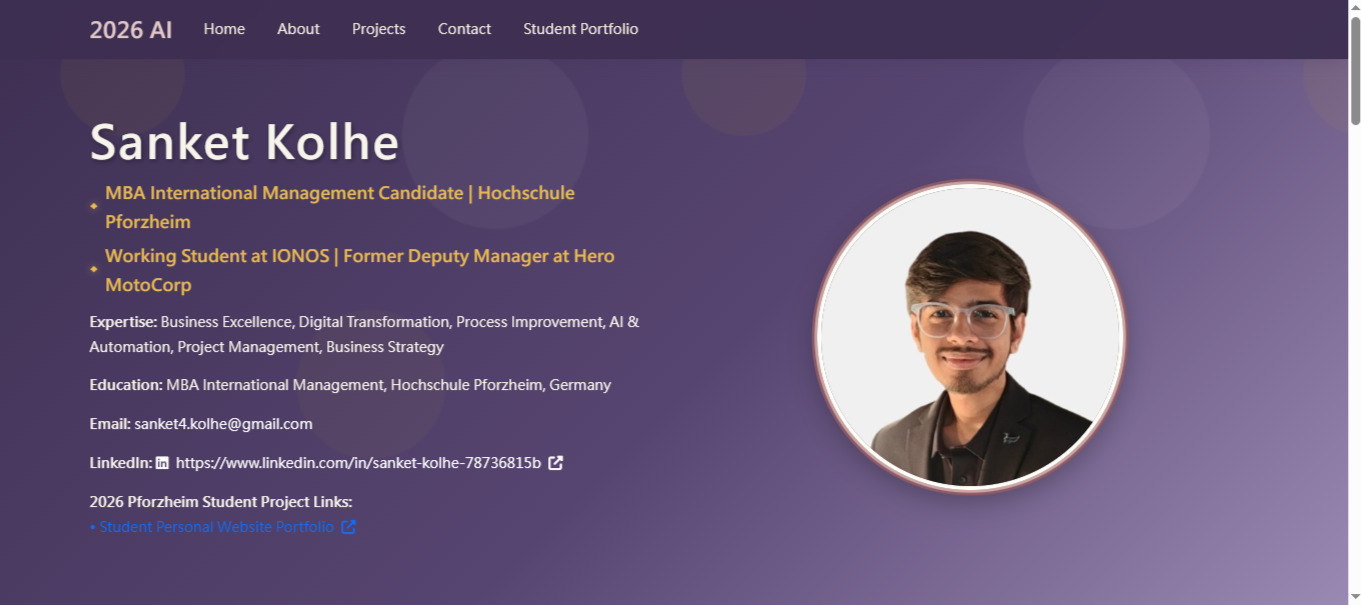 2026 AI Home About Projects Contact Student Portfolio
Sanket Kolhe
MBA International Management Candidate | Hochschule
Pforzheim
Working Student at IONOS | Former Deputy Manager at Hero
MotoCorp
Expertise: Business Excellence, Digital Transformation, Process Improvement, AI &
Automation, Project Management, Business Strategy
Education: MBA International Management, Hochschule Pforzheim, Germany
Email: sanket4.kolhe@gmail.com
LinkedIn: https://www.linkedin.com/in/sanket-kolhe-78736815b
2026 Pforzheim Student Project Links:
• Student Personal Website Portfolio